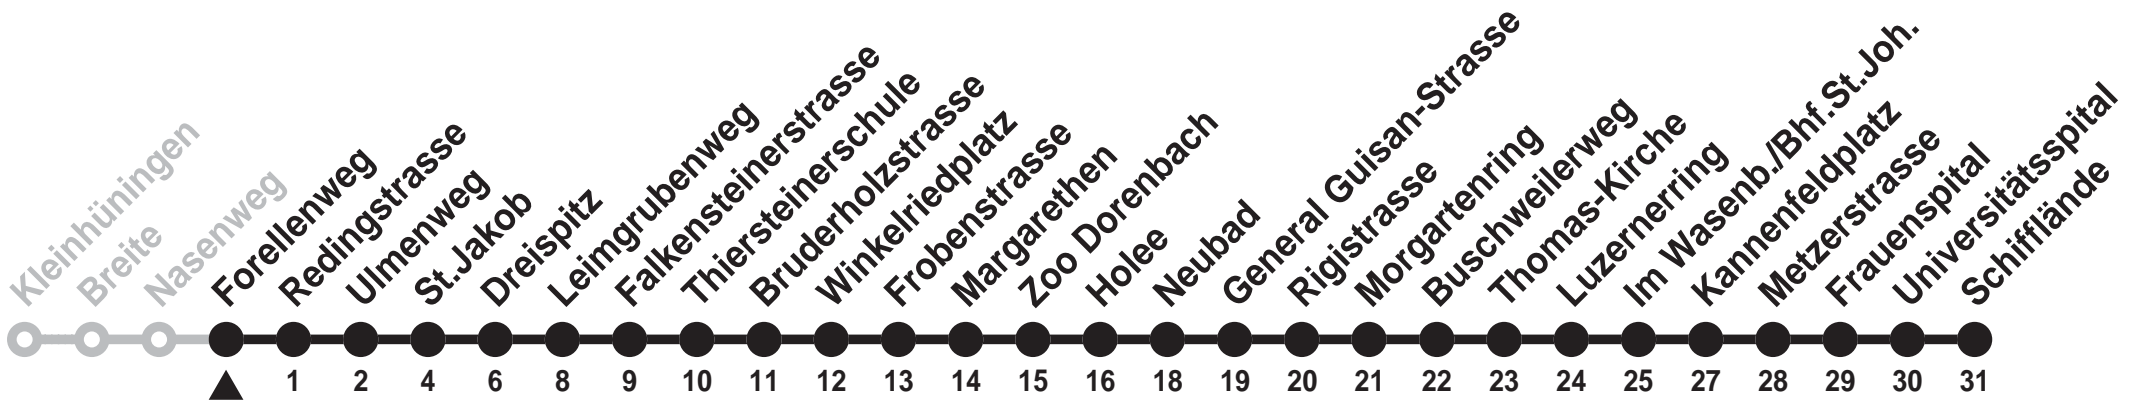 Kleinhüningen
Breite
Nasenweg
Forellenweg
Redingstrasse
Ulmenweg
St.Jakob
Dreispitz
Leimgrubenweg
Falkensteinerstrasse
Thiersteinerschule
Bruderholzstrasse
Winkelriedplatz
Frobenstrasse
Margarethen
Zoo Dorenbach
Holee
Neubad
General Guisan-Strasse
Rigistrasse
Morgartenring
Buschweilerweg
Thomas-Kirche
Luzernerring
Im Wasenb./Bhf.St.Joh.
Kannenfeldplatz
Metzerstrasse
Frauenspital
Universitätsspital
Schifflände
1 2 4 6 8 9 10 11 12 13 14 15 16 18 19 20 21 22 23 24 25 27 28 29 30 31